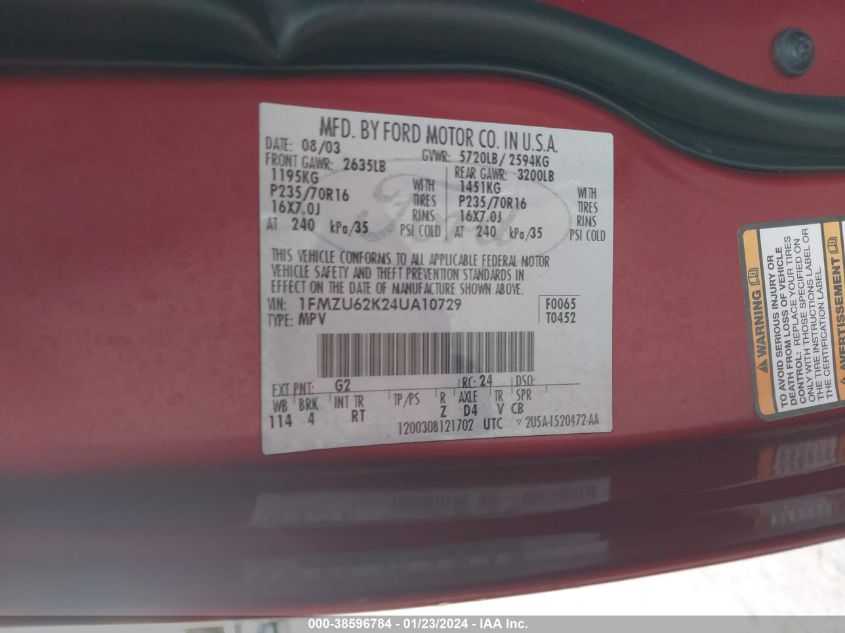 MFD. BY FORD MOTOR CO. IN U.S.A.
DATE: 08/03 GVWR: 5720LB/ 2594KG
FRONT GAWR: 2635LB REAR GAWR: 3200LB
1195KG WITH 1451KG WITH
P235/70R16 TIRES P235/70R16 TIRES
16X7.0J RIMS 16X7.0J RIMS
AT 240 kPa/35 PSI COLD AT 240 kPa/35 PSI COLD
Ford
THIS VEHICLE CONFORMS TO ALL APPLICABLE FEDERAL MOTOR
VEHICLE SAFETY AND THEFT PREVENTION STANDARDS IN
EFFECT ON THE DATE OF MANUFACTURE SHOWN ABOVE.
VIN: 1FMZU62K24UA10729 F0065
TYPE: MPV T0452
EXT PNT: G2 RC: 24 DSO:
WB BRK INT TR TP/PS R AXLE TR SPR
114 4 RT Z D4 V CB
1200308121702 UTC 2U5A-1520472-AA
TO AVOID SERIOUS INJURY OR
DEATH FROM LOSS OF VEHICLE
CONTROL: REPLACE YOUR TIRES
ONLY WITH SIZE SPECIFIED ON
THE TIRE INSTRUCTIONS LABEL OR
THE CERTIFICATION LABEL
AVERTISSEMENT
000-38596784 - 01/23/2024 - IAA Inc.